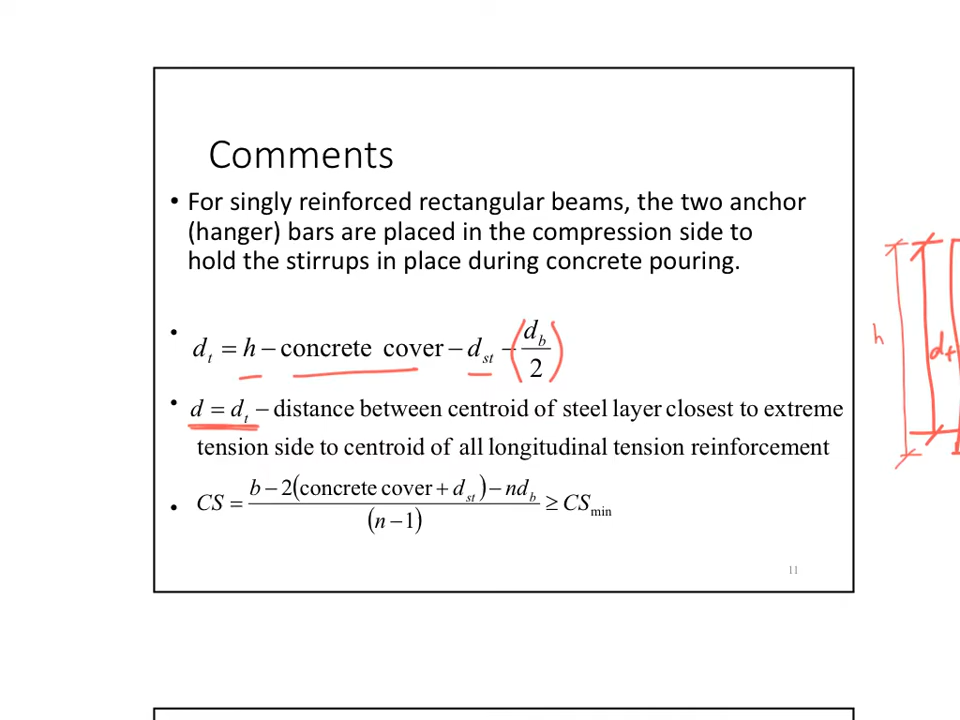 Comments
• For singly reinforced rectangular beams, the two anchor
(hanger) bars are placed in the compression side to
hold the stirrups in place during concrete pouring.
• d_t = h − concrete cover − d_st − (d_b/2)
• d = d_t − distance between centroid of steel layer closest to extreme
tension side to centroid of all longitudinal tension reinforcement
• CS = (b − 2(concrete cover + d_st) − nd_b)/(n − 1) ≥ CS_min
h
d_t
11